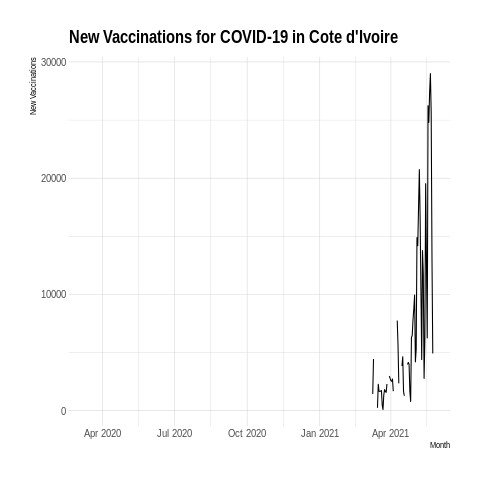 New Vaccinations for COVID-19 in Cote d'Ivoire
New Vaccinations
30000
20000
10000
0
Apr 2020 Jul 2020 Oct 2020 Jan 2021 Apr 2021
Month